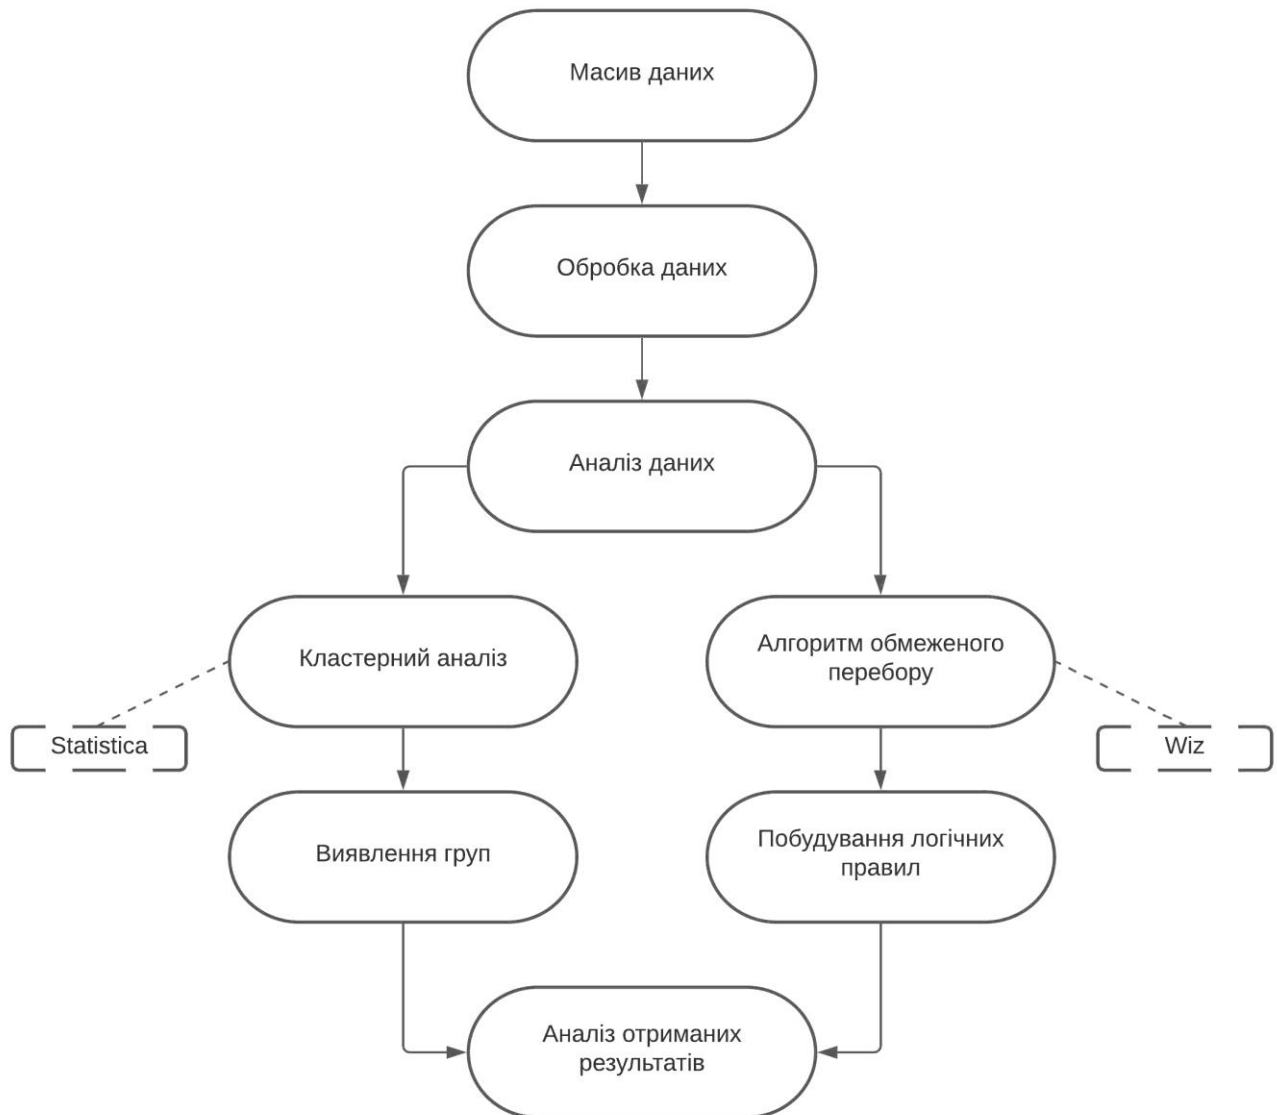 Масив даних
Обробка даних
Аналіз даних
Кластерний аналіз
Алгоритм обмеженого
перебору
Statistica
Wiz
Виявлення груп
Побудування логічних
правил
Аналіз отриманих
результатів